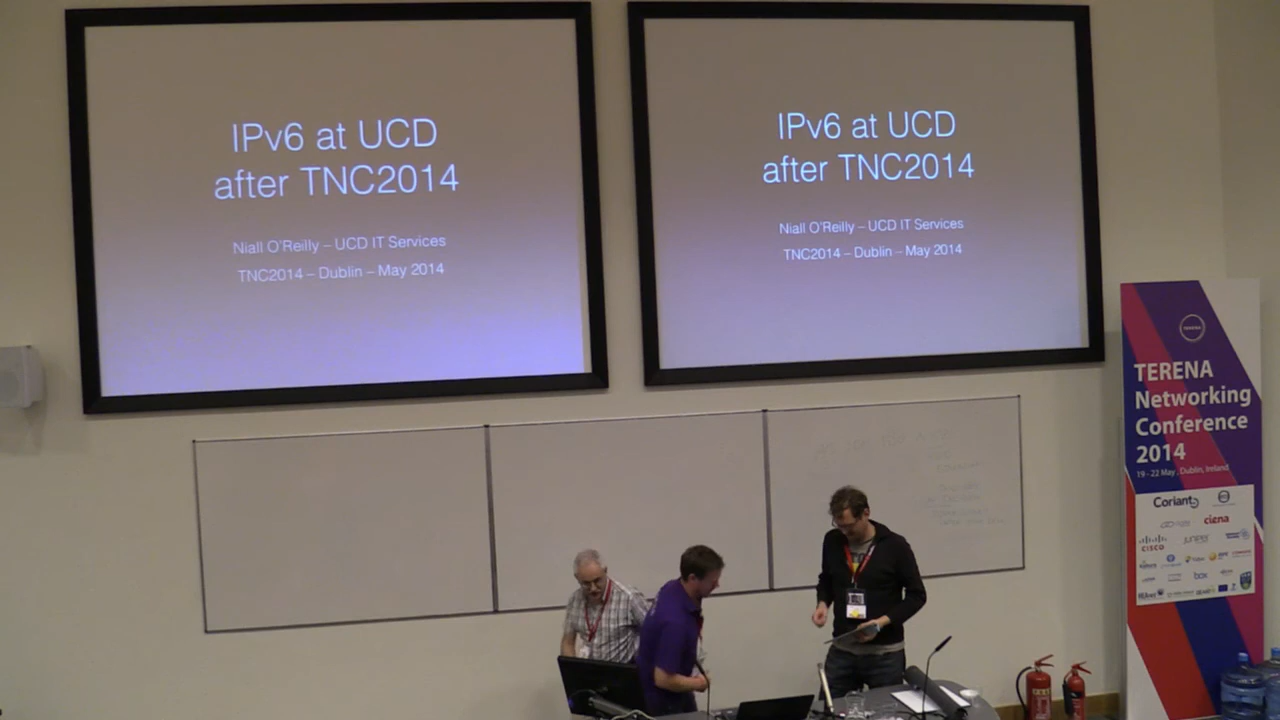 IPv6 at UCD
after TNC2014
Niall O'Reilly – UCD IT Services
TNC2014 – Dublin – May 2014
IPv6 at UCD
after TNC2014
Niall O'Reilly – UCD IT Services
TNC2014 – Dublin – May 2014
TERENA
Networking
Conference
2014
19 - 22 May , Dublin, Ireland
Coriant
ciena
CISCO
JUNIPER
box